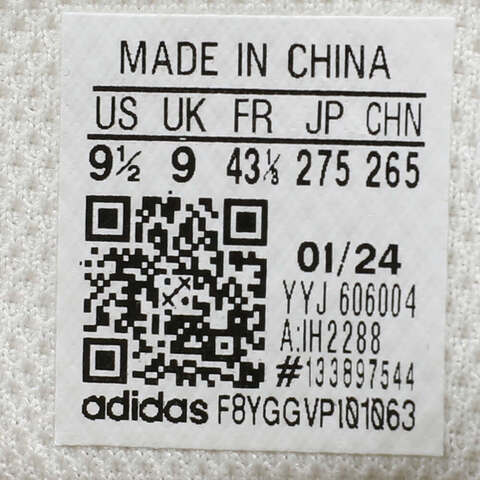 MADE IN CHINA
US UK FR JP CHN
9½ 9 43⅓ 275 265
01/24
YYJ 606004
A:IH2288
#133897544
adidas F8YGGVP101063